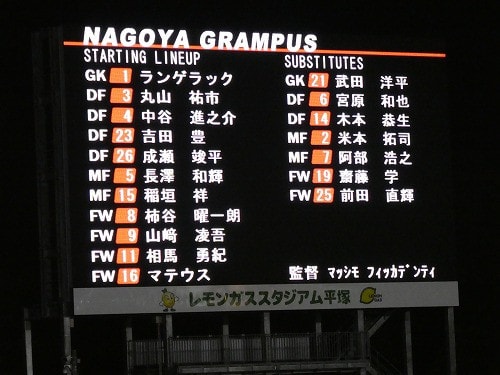 NAGOYA GRAMPUS
STARTING LINEUP
GK 1 ランゲラック
DF 3 丸山 祐市
DF 4 中谷 進之介
DF 23 吉田 豊
DF 26 成瀬 竣平
MF 5 長澤 和輝
MF 15 稲垣 祥
FW 8 柿谷 曜一朗
FW 9 山﨑 凌吾
FW 11 相馬 勇紀
FW 16 マテウス
SUBSTITUTES
GK 21 武田 洋平
DF 6 宮原 和也
DF 14 木本 恭生
MF 2 米本 拓司
MF 7 阿部 浩之
FW 19 齋藤 学
FW 25 前田 直輝
監督 マッシモ フィッカデンティ
レモンガススタジアム平塚